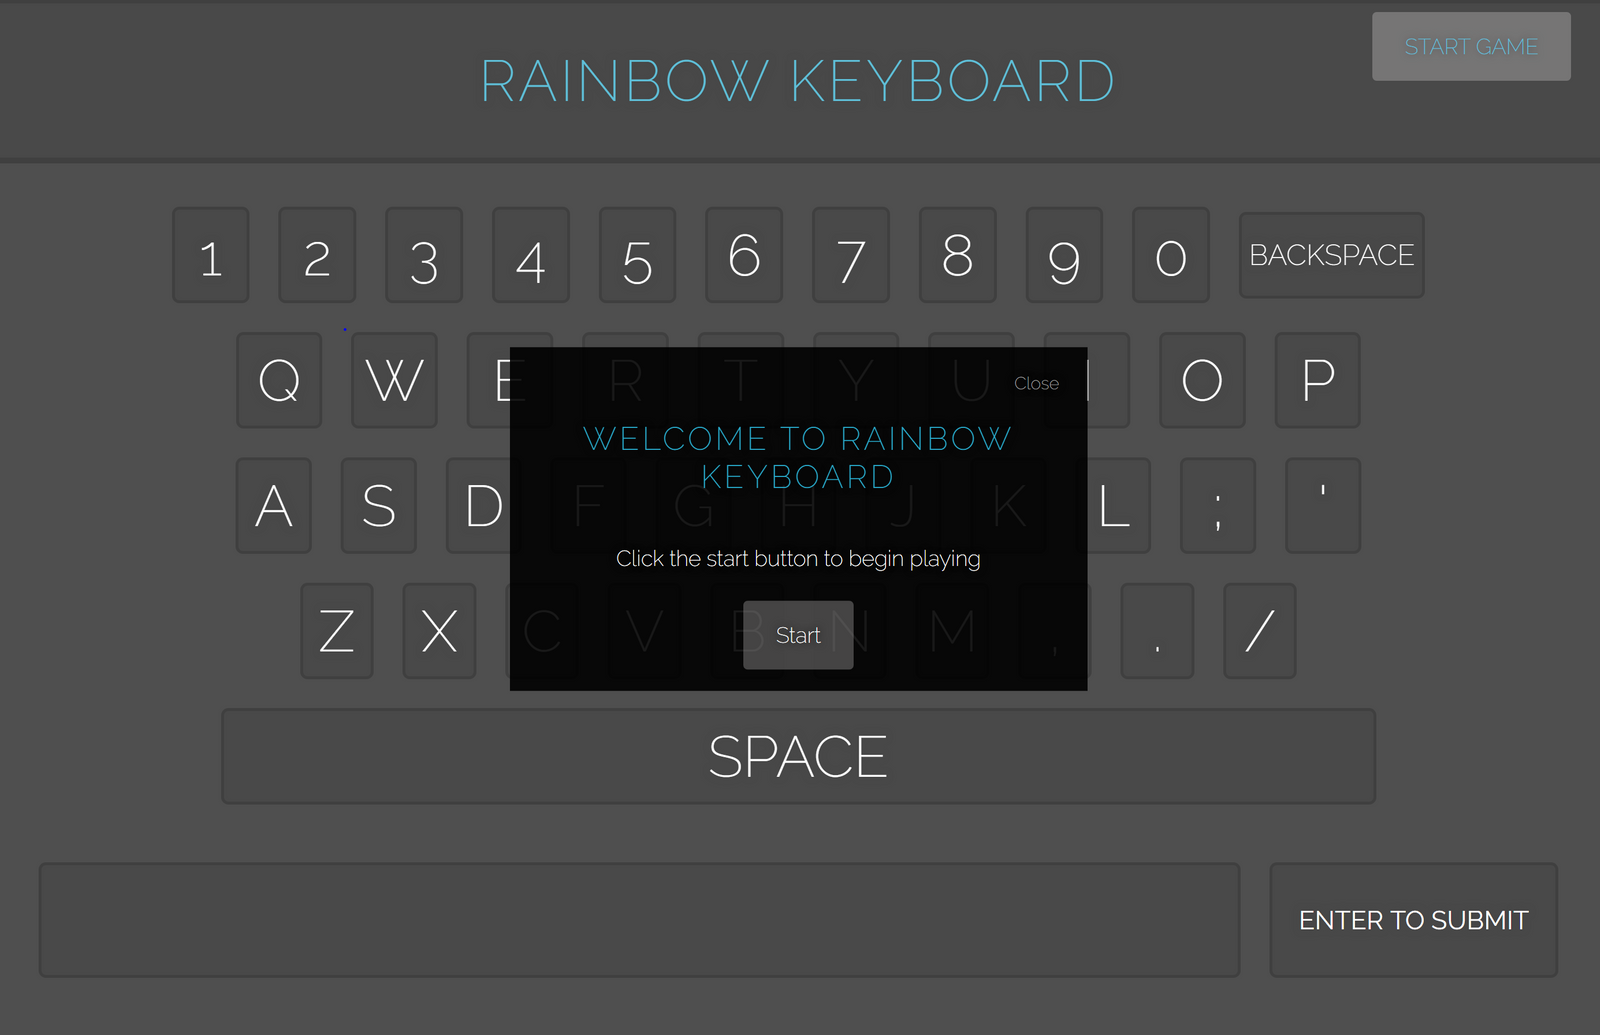 START GAME
RAINBOW KEYBOARD
1 2 3 4 5 6 7 8 9 0 BACKSPACE
Q W E R T Y U I O P
Close
WELCOME TO RAINBOW
KEYBOARD
A S D F G H J K L ; '
Click the start button to begin playing
Z X C V B N M , . /
Start
SPACE
ENTER TO SUBMIT